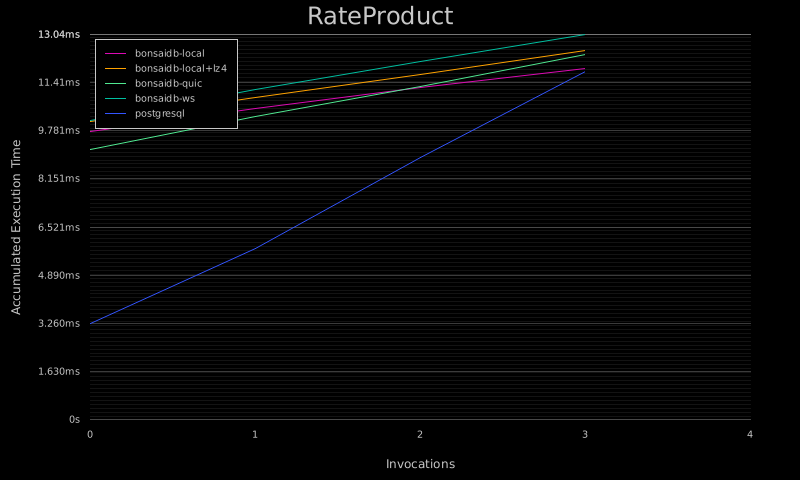 RateProduct
13.04ms
bonsaidb-local
bonsaidb-local+lz4
bonsaidb-quic
bonsaidb-ws
postgresql
11.41ms
9.781ms
8.151ms
6.521ms
4.890ms
3.260ms
1.630ms
0s
Accumulated Execution Time
0 1 2 3 4
Invocations